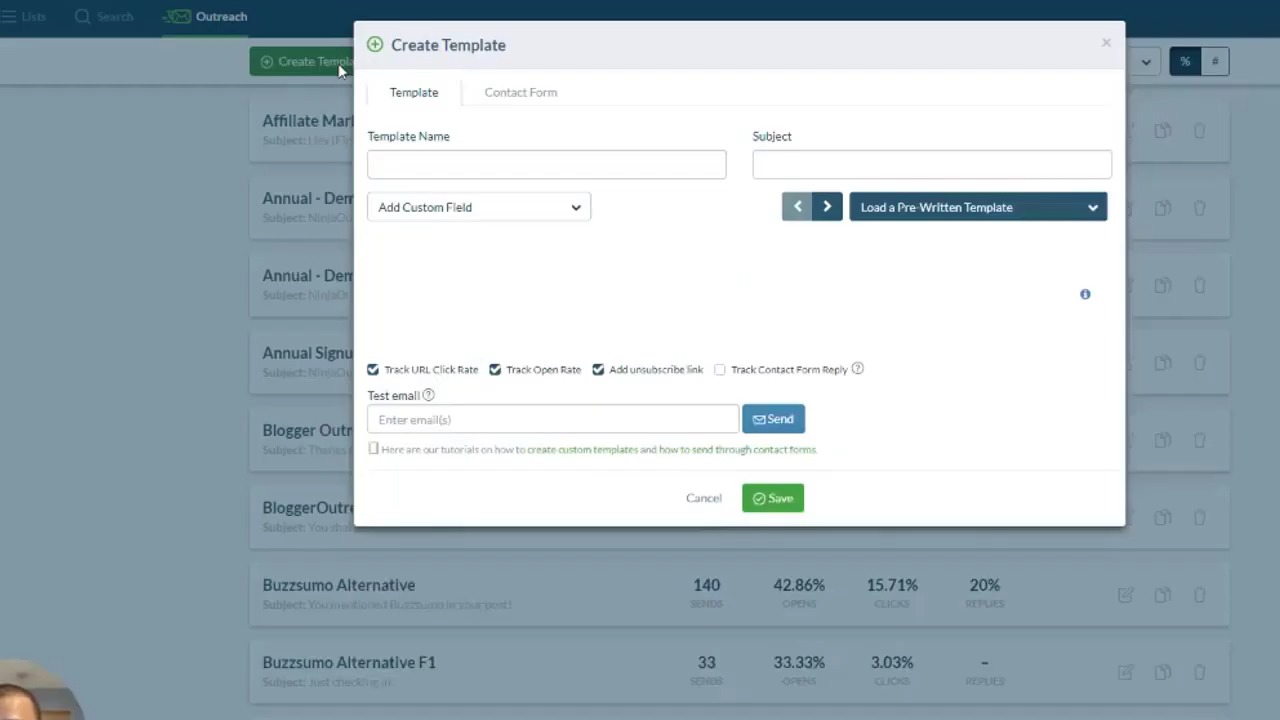 Lists
Search
Outreach
Create Template
×
Create Templa
%
#
Template
Contact Form
Affiliate Mar
Subject: Hey
Template Name
Subject
Annual - Dem
Subject: NinjaOu
Add Custom Field
Load a Pre-Written Template
Annual - Dem
Subject: NinjaOu
Annual Signu
Subject: NinjaOu
Track URL Click Rate
Track Open Rate
Add unsubscribe link
Track Contact Form Reply
Test email
Enter email(s)
Send
Blogger Outr
Subject: Thanks
Here are our tutorials on how to create custom templates and how to send through contact forms.
Cancel
Save
BloggerOutre
Subject: You sha
Buzzsumo Alternative
Subject: You mentioned Buzzsumo in your post!
140
SENDS
42.86%
OPENS
15.71%
CLICKS
20%
REPLIES
Buzzsumo Alternative F1
Subject: Just checking in
33
SENDS
33.33%
OPENS
3.03%
CLICKS
-
REPLIES